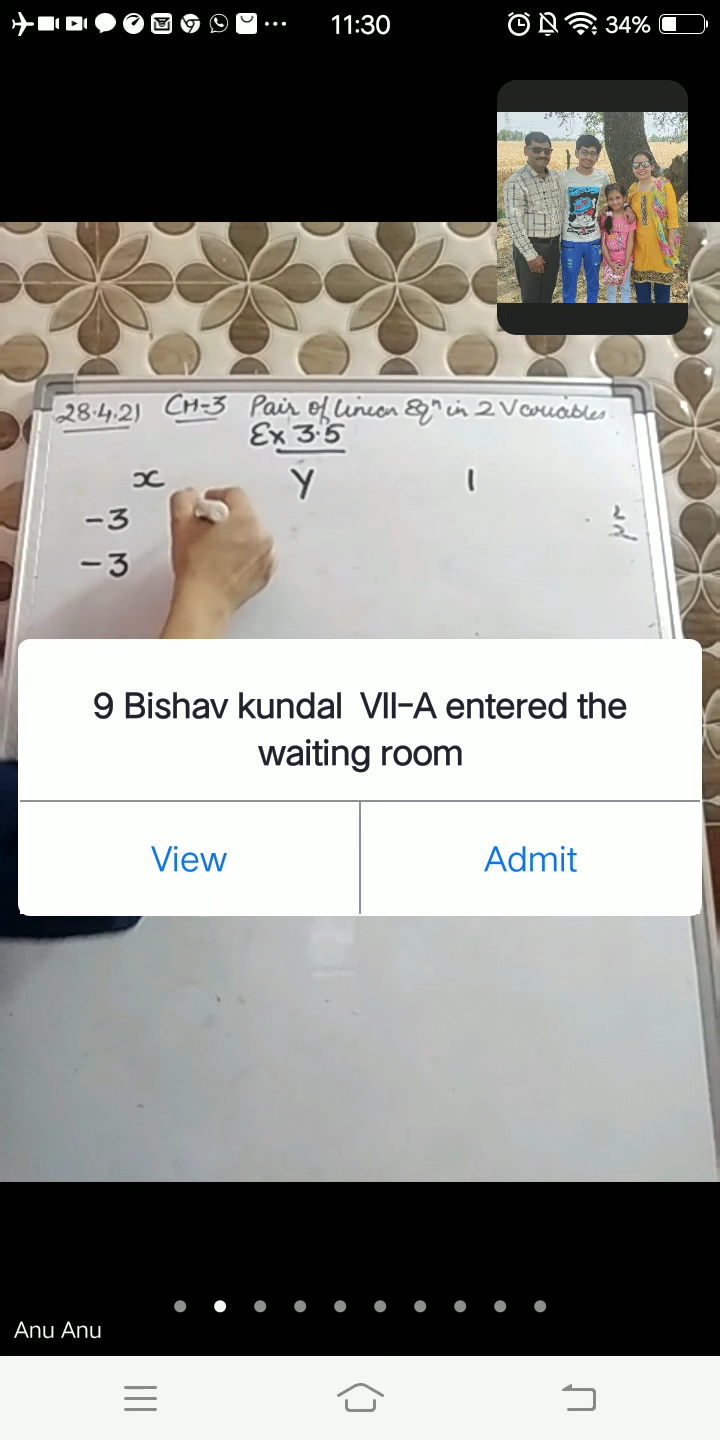 11:30
34%
28.4.21 CH-3 Pair of linear Eqⁿ in 2 Variables.
Ex 3.5
x y 1
-3
-3
9 Bishav kundal VII-A entered the
waiting room
View Admit
Anu Anu